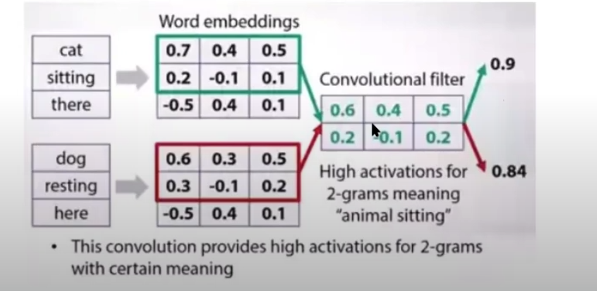 Word embeddings
cat
0.7 0.4 0.5
sitting
0.2 -0.1 0.1
there
-0.5 0.4 0.1
Convolutional filter
0.6 0.4 0.5
0.2 -0.1 0.2
0.9
0.84
dog
0.6 0.3 0.5
resting
0.3 -0.1 0.2
here
-0.5 0.4 0.1
High activations for
2-grams meaning
"animal sitting"
• This convolution provides high activations for 2-grams
with certain meaning